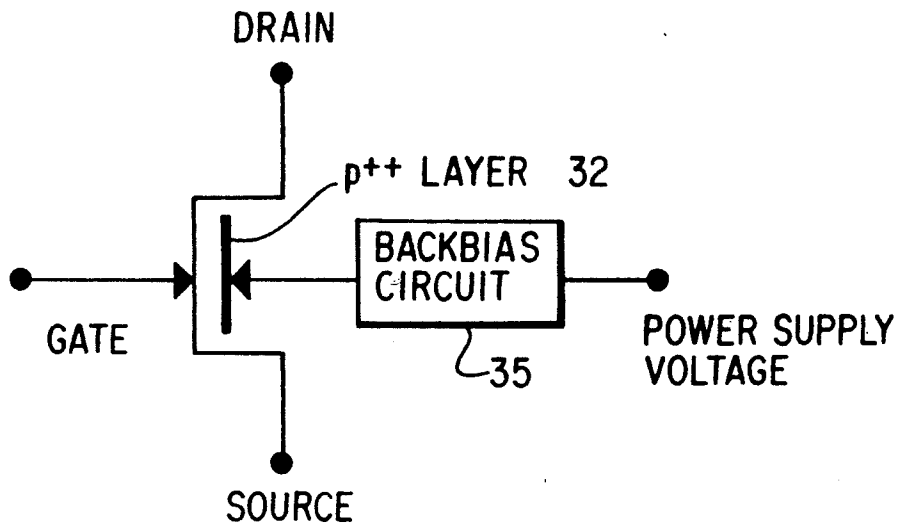 DRAIN
p++ LAYER 32
BACKBIAS
CIRCUIT
GATE
POWER SUPPLY
VOLTAGE
35
SOURCE